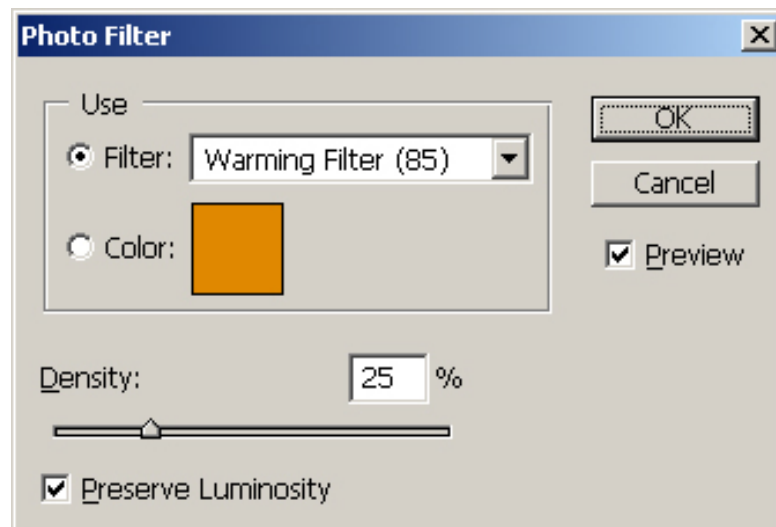 Photo Filter
Use
Filter: Warming Filter (85)
Color:
OK
Cancel
Preview
Density: 25 %
Preserve Luminosity